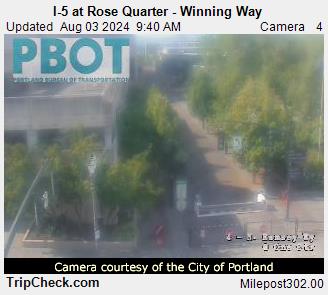 I-5 at Rose Quarter - Winning Way
Updated Aug 03 2024 9:40 AM Camera 4
PBOT
PORTLAND BUREAU OF TRANSPORTATION
Camera courtesy of the City of Portland
TripCheck.com Milepost302.00